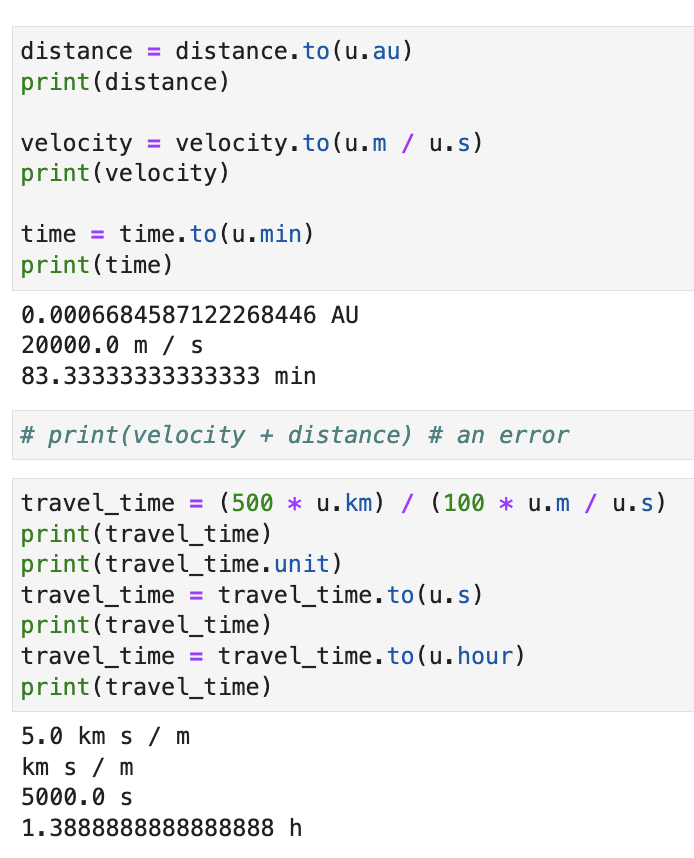 distance = distance.to(u.au)
print(distance)
velocity = velocity.to(u.m / u.s)
print(velocity)
time = time.to(u.min)
print(time)
0.0006684587122268446 AU
20000.0 m / s
83.33333333333333 min
# print(velocity + distance) # an error
travel_time = (500 * u.km) / (100 * u.m / u.s)
print(travel_time)
print(travel_time.unit)
travel_time = travel_time.to(u.s)
print(travel_time)
travel_time = travel_time.to(u.hour)
print(travel_time)
5.0 km s / m
km s / m
5000.0 s
1.3888888888888888 h